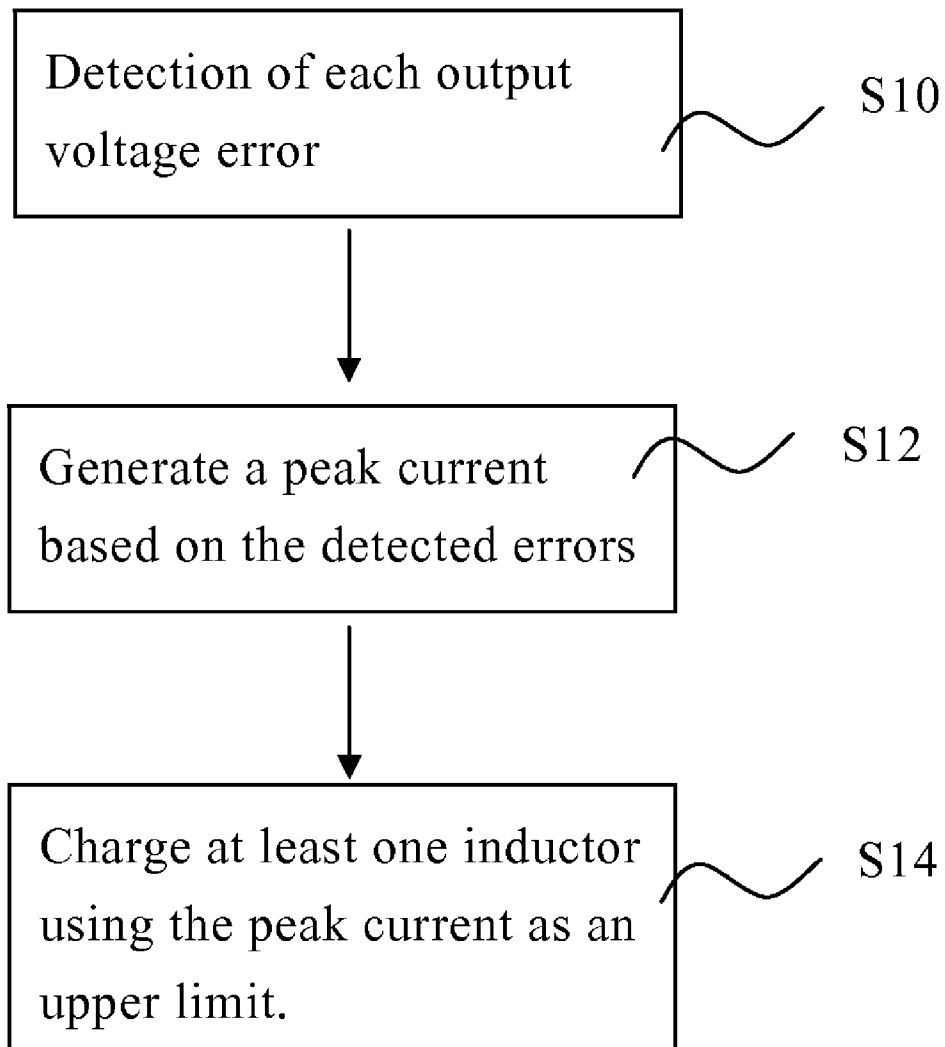 Detection of each output
voltage error
S10
Generate a peak current
based on the detected errors
S12
Charge at least one inductor
using the peak current as an
upper limit.
S14